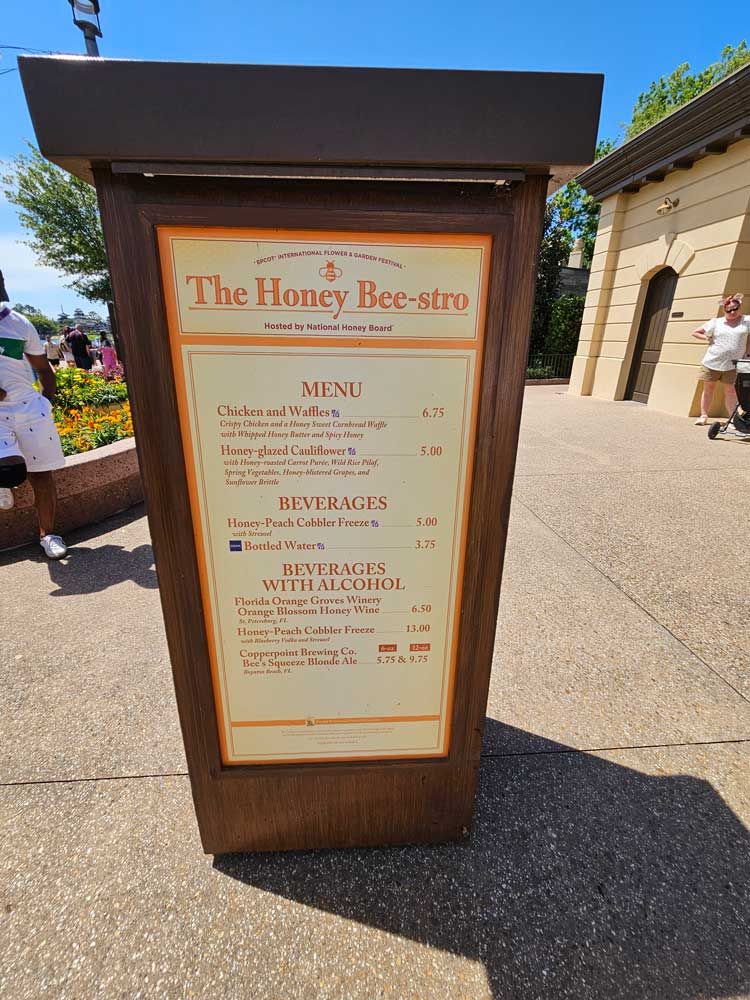 EPCOT® INTERNATIONAL FLOWER & GARDEN FESTIVAL
The Honey Bee-stro
Hosted by National Honey Board
MENU
Chicken and Waffles 6.75
Crispy Chicken and a Honey Sweet Cornbread Waffle
with Whipped Honey Butter and Spicy Honey
Honey-glazed Cauliflower 5.00
with Honey-roasted Carrot Purée, Wild Rice Pilaf,
Spring Vegetables, Honey-blistered Grapes, and
Sunflower Brittle
BEVERAGES
Honey-Peach Cobbler Freeze 5.00
with Streusel
Bottled Water 3.75
BEVERAGES
WITH ALCOHOL
Florida Orange Groves Winery
Orange Blossom Honey Wine 6.50
St. Petersburg, FL
Honey-Peach Cobbler Freeze 13.00
with Blueberry Vodka and Streusel
Copperpoint Brewing Co. 6-oz 12-oz
Bee's Squeeze Blonde Ale 5.75 & 9.75
Boynton Beach, FL